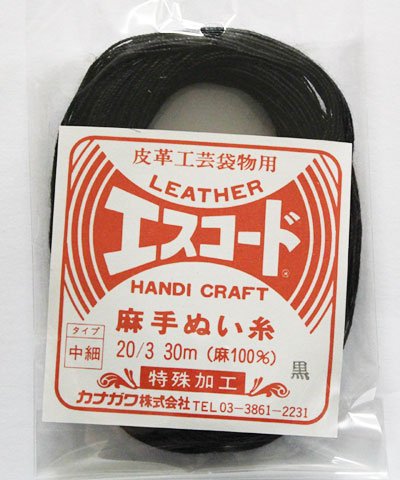 皮革工芸袋物用
LEATHER
エスコード®
HANDI CRAFT
麻手ぬい糸
タイプ
中細
20/3 30m (麻100%)
黒
特殊加工
カナガワ株式会社 TEL 03-3861-2231